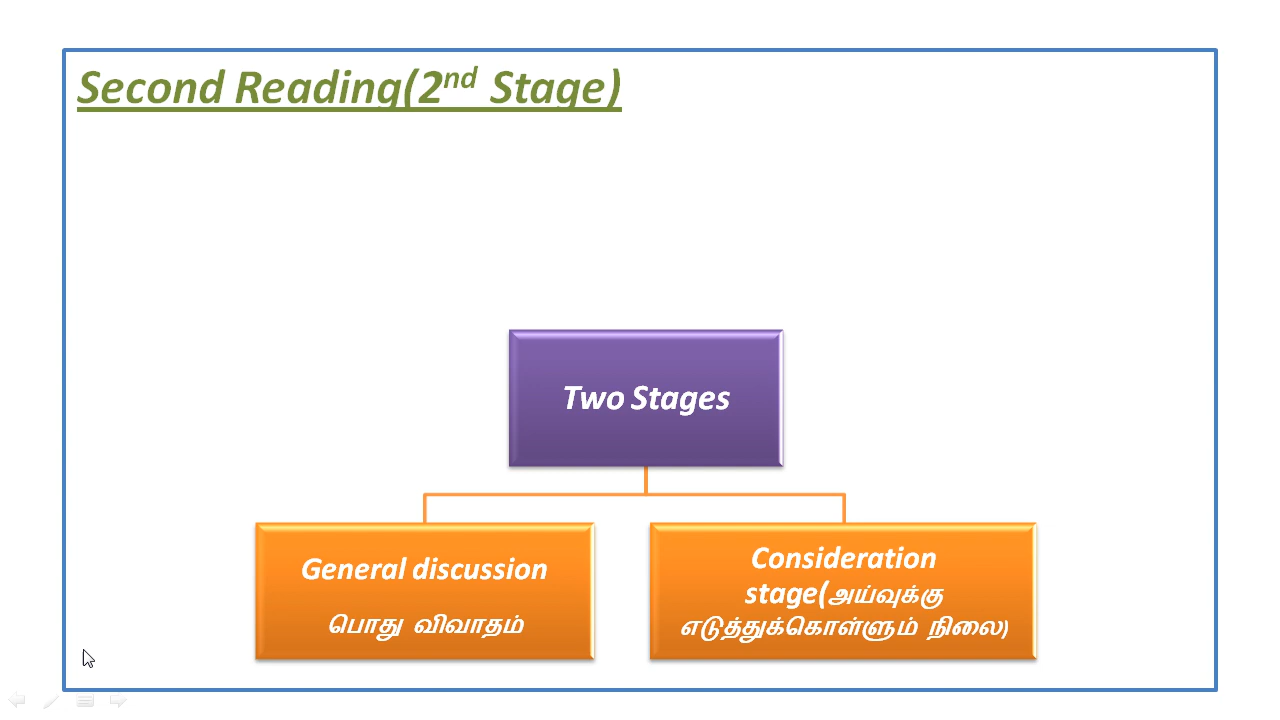 Second Reading(2nd Stage)
Two Stages
General discussion
பொது விவாதம்
Consideration
stage(அய்வுக்கு
எடுத்துக்கொள்ளும் நிலை)